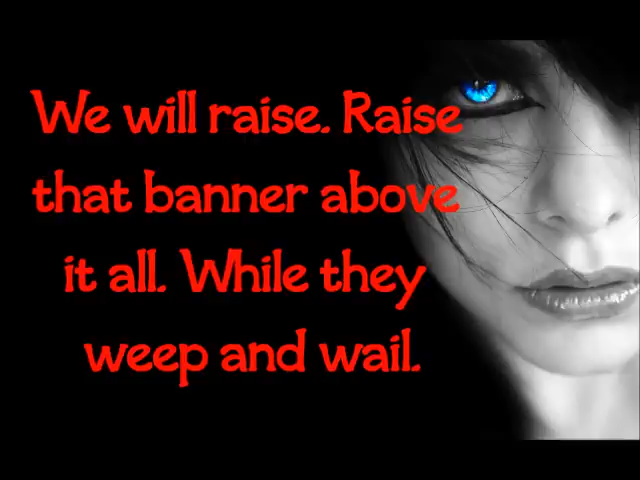 We will raise. Raise
that banner above
it all. While they
weep and wail.